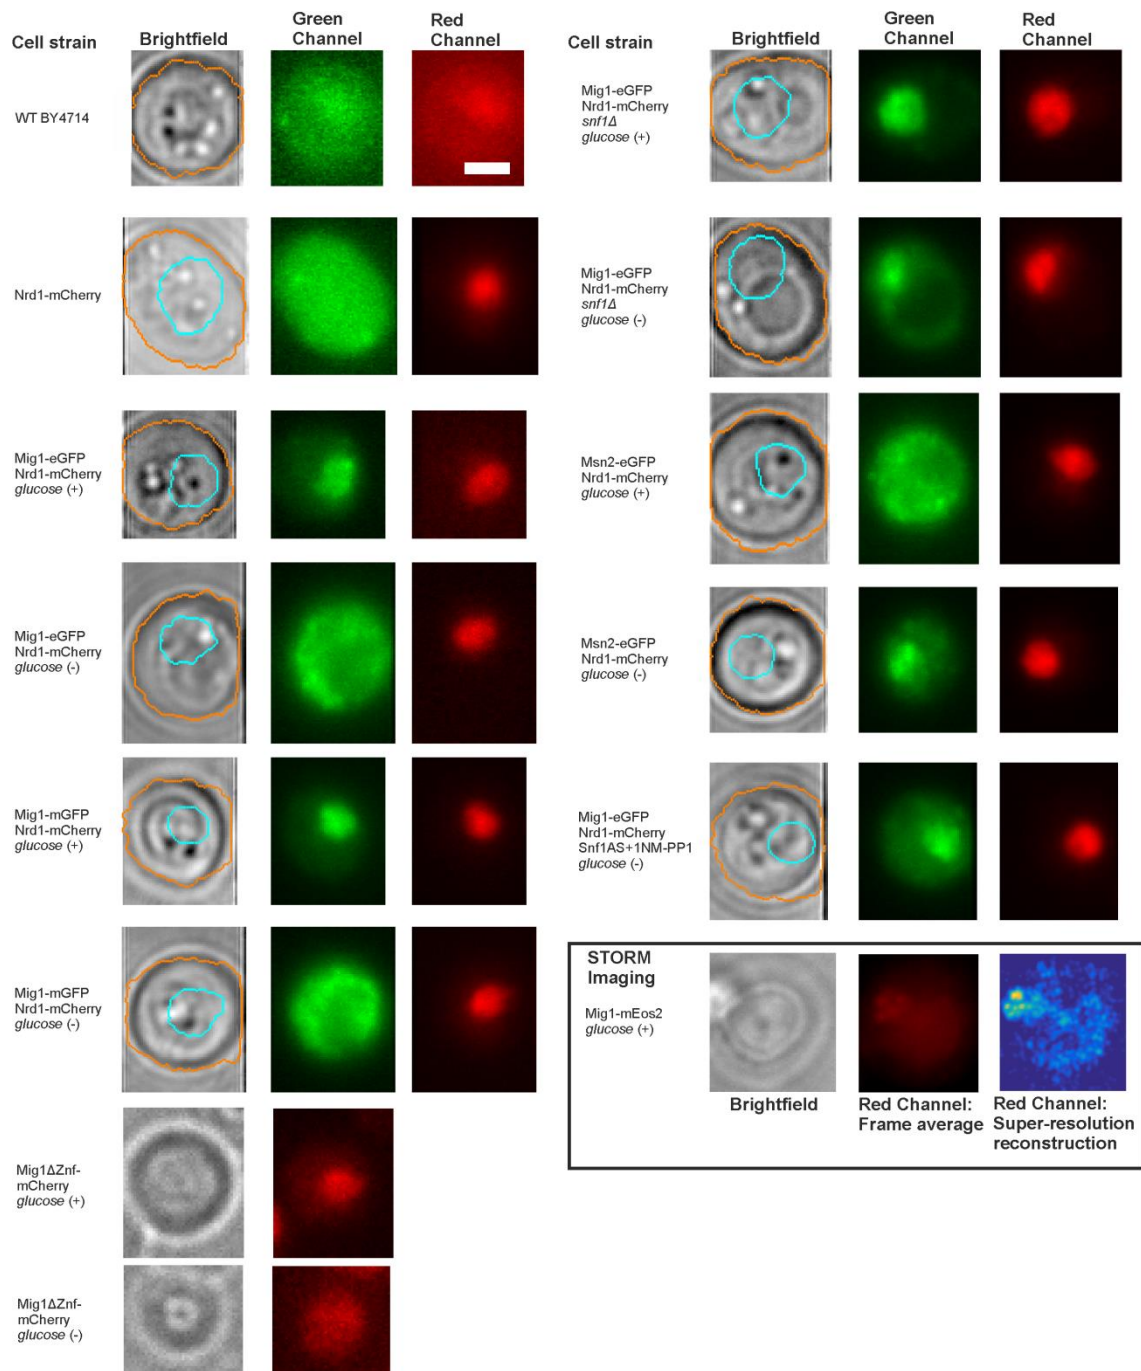 Cell strain
Brightfield
Green
Channel
Red
Channel
WT BY4714
Nrd1-mCherry
Mig1-eGFP
Nrd1-mCherry
glucose (+)
Mig1-eGFP
Nrd1-mCherry
glucose (-)
Mig1-mGFP
Nrd1-mCherry
glucose (+)
Mig1-mGFP
Nrd1-mCherry
glucose (-)
Mig1ΔZnf-
mCherry
glucose (+)
Mig1ΔZnf-
mCherry
glucose (-)
Cell strain
Brightfield
Green
Channel
Red
Channel
Mig1-eGFP
Nrd1-mCherry
snf1Δ
glucose (+)
Mig1-eGFP
Nrd1-mCherry
snf1Δ
glucose (-)
Msn2-eGFP
Nrd1-mCherry
glucose (+)
Msn2-eGFP
Nrd1-mCherry
glucose (-)
Mig1-eGFP
Nrd1-mCherry
Snf1AS+1NM-PP1
glucose (-)
STORM
Imaging
Mig1-mEos2
glucose (+)
Brightfield
Red Channel:
Frame average
Red Channel:
Super-resolution
reconstruction